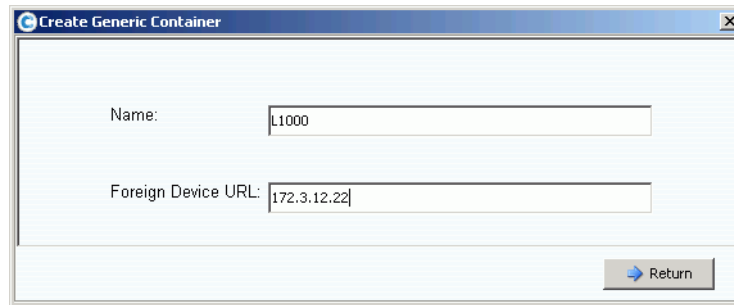 Create Generic Container
Name:
L1000
Foreign Device URL:
172.3.12.22
Return